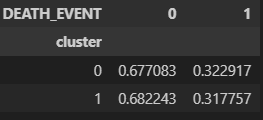 DEATH_EVENT 0 1
cluster
0 0.677083 0.322917
1 0.682243 0.317757